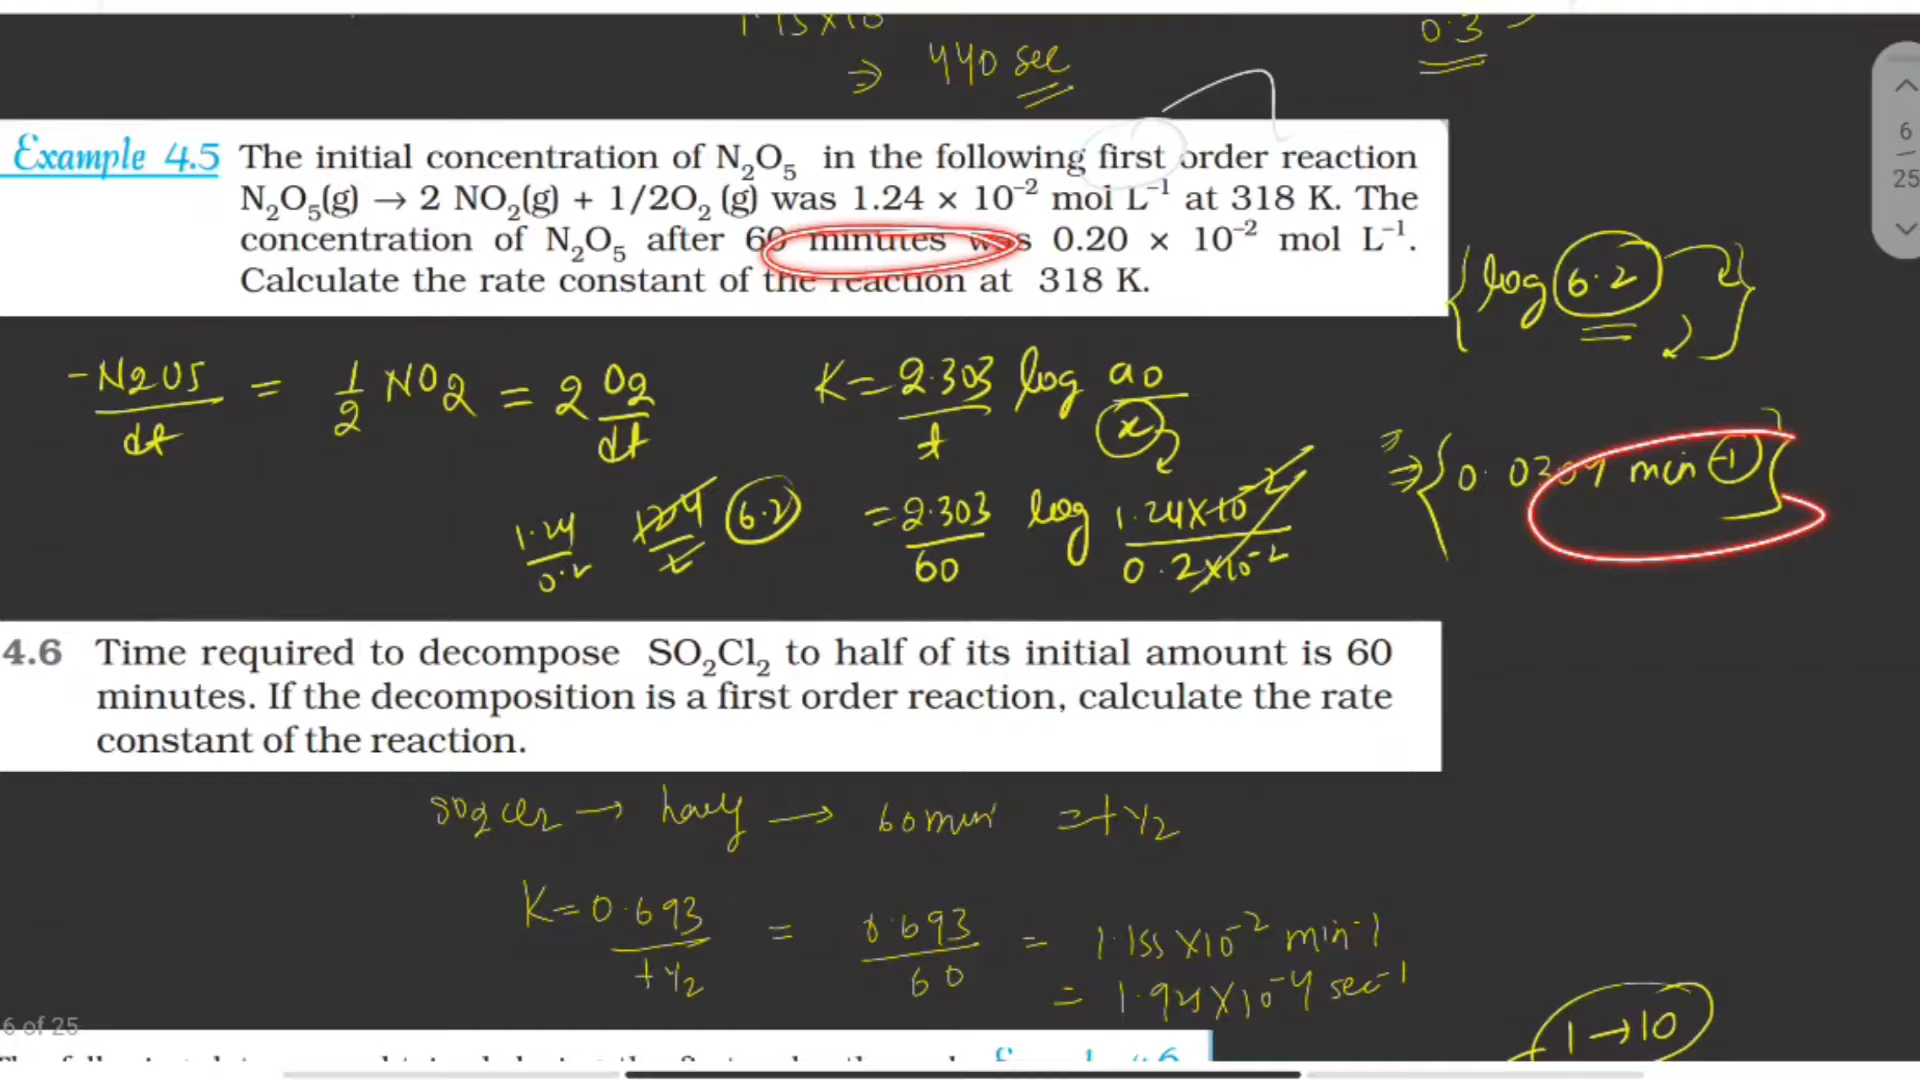 ⇒ 440 sec
0.3
Example 4.5 The initial concentration of N₂O₅ in the following first order reaction
N₂O₅(g) → 2 NO₂(g) + 1/2O₂ (g) was 1.24 × 10⁻² mol L⁻¹ at 318 K. The
concentration of N₂O₅ after 60 minutes was 0.20 × 10⁻² mol L⁻¹.
Calculate the rate constant of the reaction at 318 K.
{log 6.2}
-N2O5/dt = 1/2 NO2 = 2 O2/dt
K = 2.303/t log a0/x
1.24/0.2 6.2
= 2.303/60 log 1.24×10⁻²/0.2×10⁻²
⇒ {0.0304 min⁻¹}
4.6 Time required to decompose SO₂Cl₂ to half of its initial amount is 60
minutes. If the decomposition is a first order reaction, calculate the rate
constant of the reaction.
→ → 60 min = t1/2
K = 0.693/t1/2 = 0.693/60 = 1.155×10⁻² min⁻¹
= 1.94×10⁻⁴ sec⁻¹
1→10
6 of 25
6
25